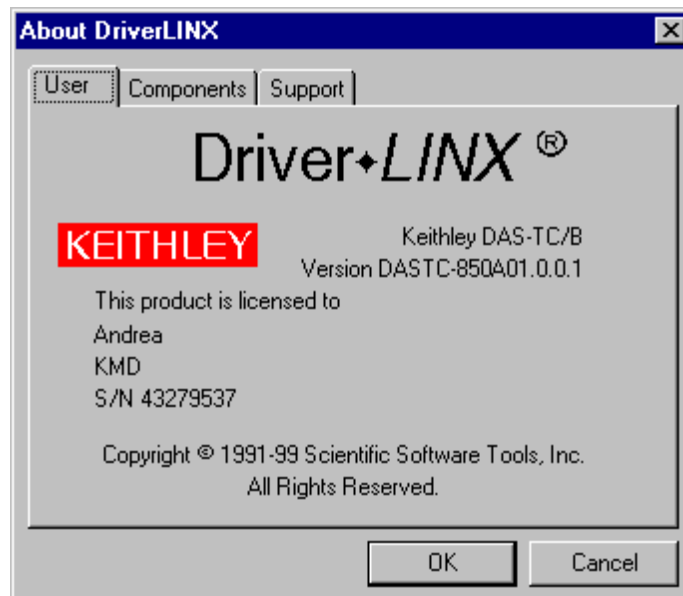 About DriverLINX
User Components Support
Driver✦LINX ®
KEITHLEY
Keithley DAS-TC/B
Version DASTC-850A01.0.0.1
This product is licensed to
Andrea
KMD
S/N 43279537
Copyright © 1991-99 Scientific Software Tools, Inc.
All Rights Reserved.
OK Cancel